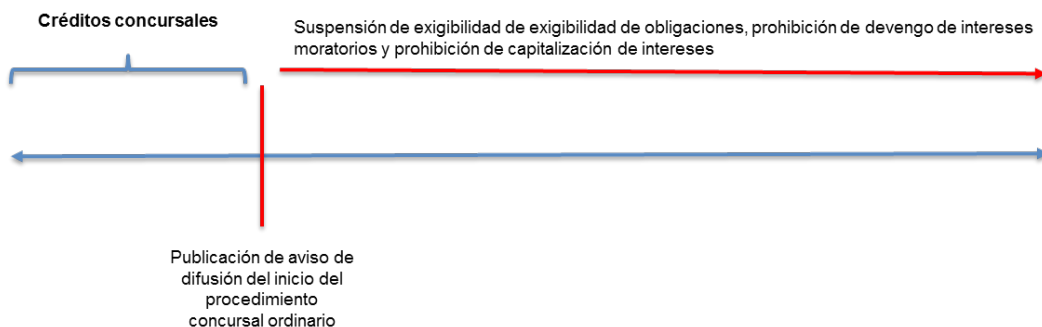 Créditos concursales
Suspensión de exigibilidad de exigibilidad de obligaciones, prohibición de devengo de intereses
moratorios y prohibición de capitalización de intereses
Publicación de aviso de
difusión del inicio del
procedimiento
concursal ordinario